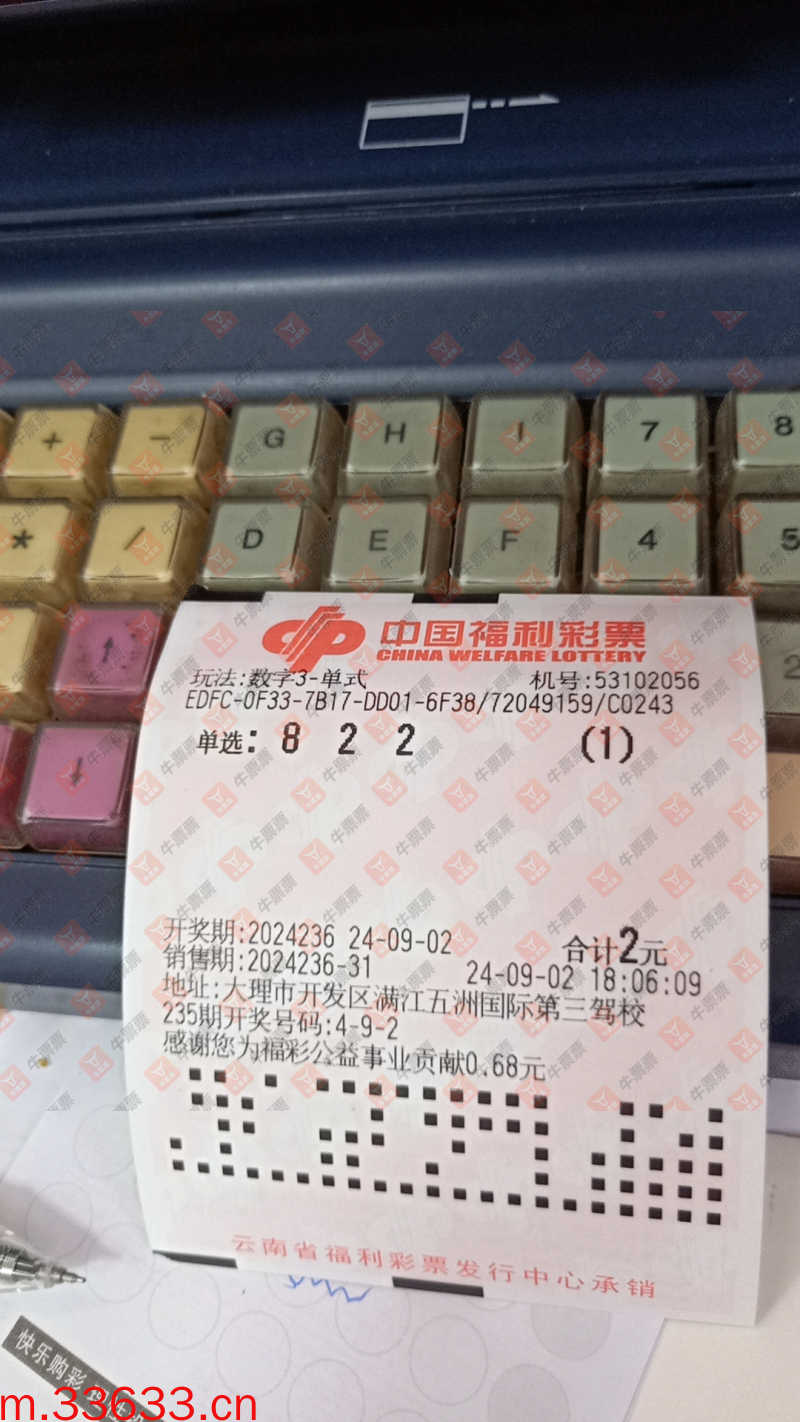 + - G H I 7 8
* / D E F 4 5
↑ 2
↓
中国福利彩票
CHINA WELFARE LOTTERY
玩法:数字3-单式 机号:53102056
EDFC-0F33-7B17-DD01-6F38/72049159/C0243
单选: 8 2 2 (1)
开奖期:2024236 24-09-02 合计2元
销售期:2024236-31 24-09-02 18:06:09
地址:大理市开发区满江五洲国际第三驾校
235期开奖号码:4-9-2
感谢您为福彩公益事业贡献0.68元
云南省福利彩票发行中心承销
快乐购彩
m.33633.cn
牛票票